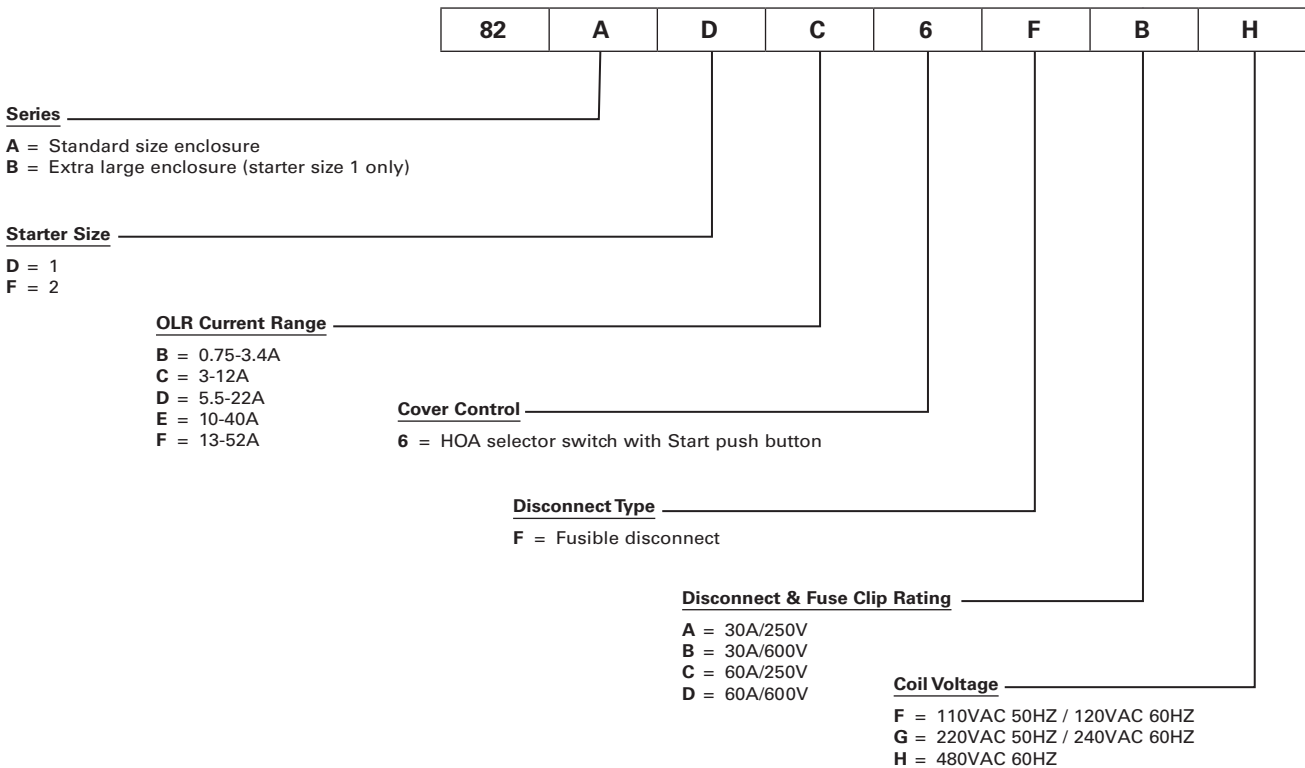 82 A D C 6 F B H
Series
A = Standard size enclosure
B = Extra large enclosure (starter size 1 only)
Starter Size
D = 1
F = 2
OLR Current Range
B = 0.75-3.4A
C = 3-12A
D = 5.5-22A
E = 10-40A
F = 13-52A
Cover Control
6 = HOA selector switch with Start push button
Disconnect Type
F = Fusible disconnect
Disconnect & Fuse Clip Rating
A = 30A/250V
B = 30A/600V
C = 60A/250V
D = 60A/600V
Coil Voltage
F = 110VAC 50HZ / 120VAC 60HZ
G = 220VAC 50HZ / 240VAC 60HZ
H = 480VAC 60HZ